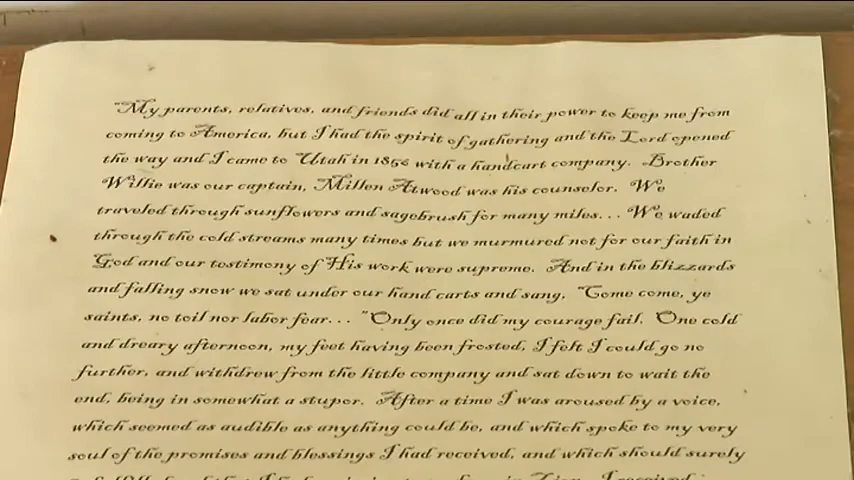 "My parents, relatives, and friends did all in their power to keep me from
coming to America, but I had the spirit of gathering and the Lord opened
the way and I came to Utah in 1856 with a handcart company. Brother
Willie was our captain, Millen Atwood was his counselor. We
traveled through sunflowers and sagebrush for many miles... We waded
through the cold streams many times but we murmured not for our faith in
God and our testimony of His work were supreme. And in the blizzards
and falling snow we sat under our hand carts and sang, "Come come, ye
saints, no toil nor labor fear... "Only once did my courage fail. One cold
and dreary afternoon, my feet having been frosted, I felt I could go no
further, and withdrew from the little company and sat down to wait the
end, being in somewhat a stupor. After a time I was aroused by a voice,
which seemed as audible as anything could be, and which spoke to my very
soul of the promises and blessings I had received, and which should surely
in Zion. I received